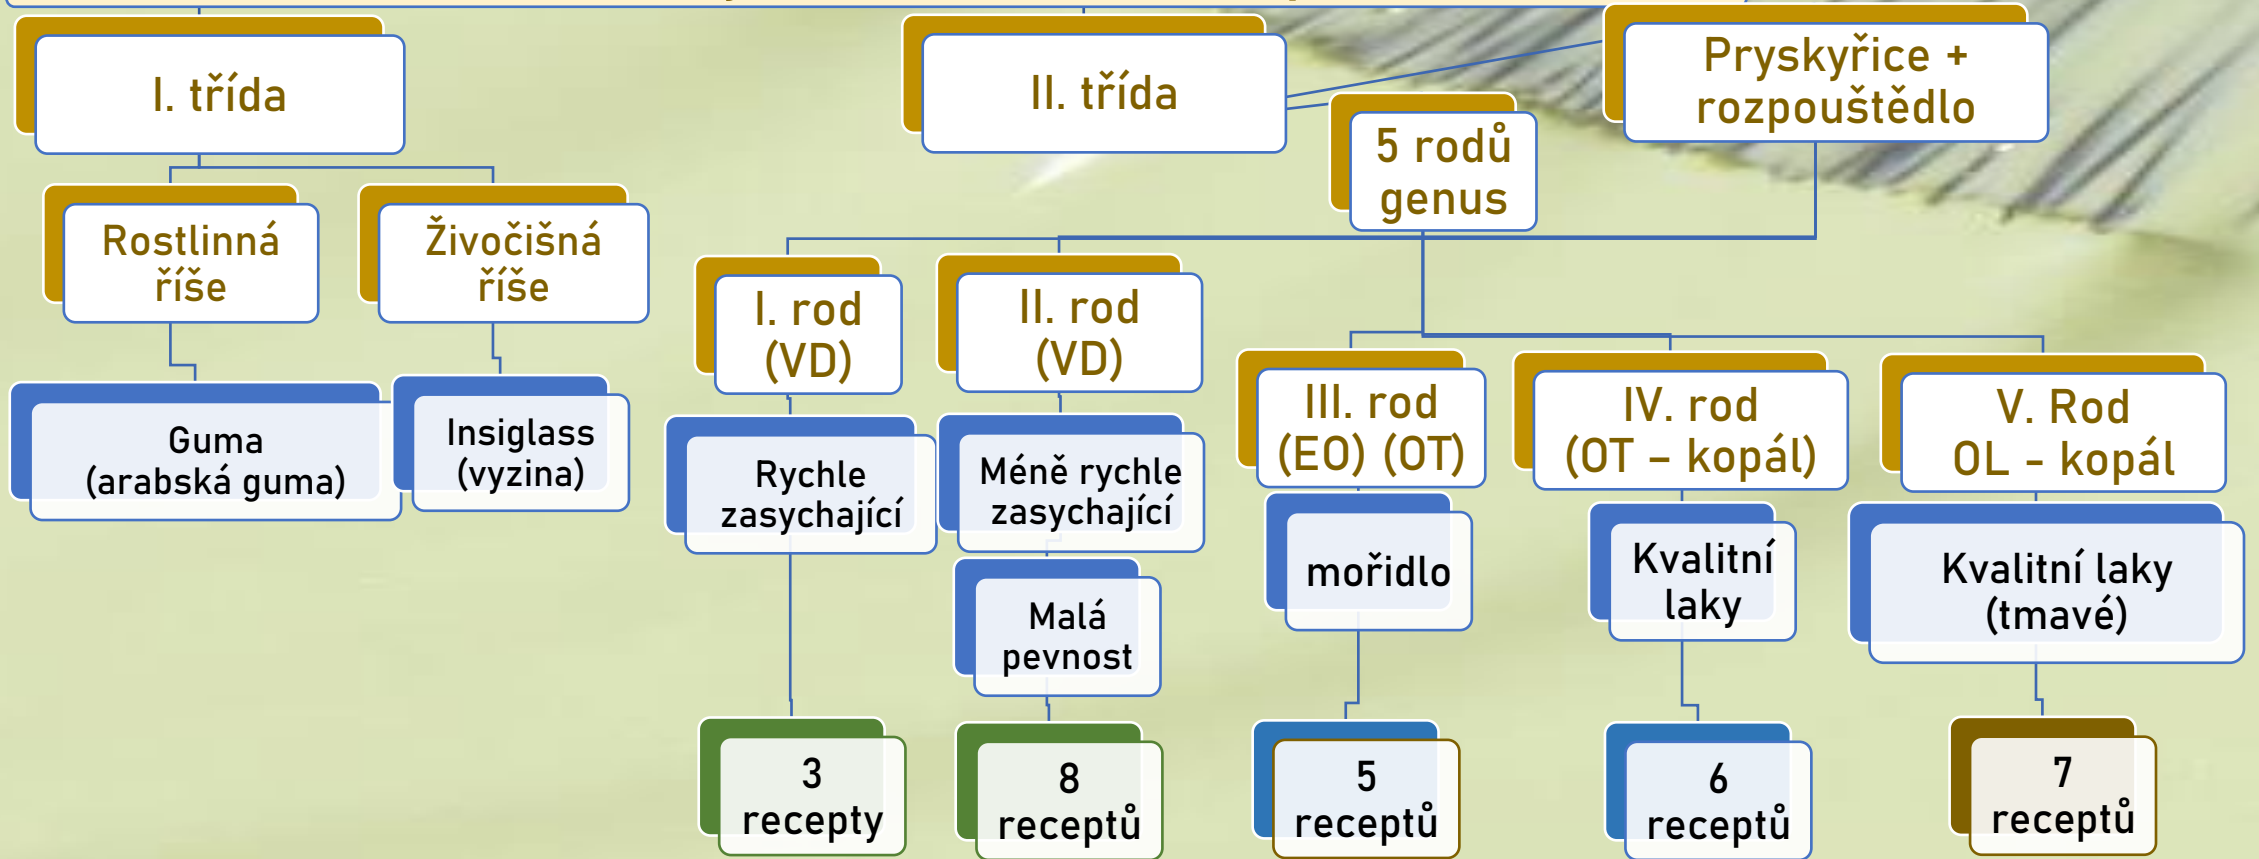 I. třída
II. třída
Pryskyřice +
rozpouštědlo
5 rodů
genus
Rostlinná
říše
Živočišná
říše
I. rod
(VD)
II. rod
(VD)
III. rod
(EO) (OT)
IV. rod
(OT – kopál)
V. Rod
OL - kopál
Guma
(arabská guma)
Insiglass
(vyzina)
Rychle
zasychající
Méně rychle
zasychající
Malá
pevnost
mořidlo
Kvalitní
laky
Kvalitní laky
(tmavé)
3
recepty
8
receptů
5
receptů
6
receptů
7
receptů